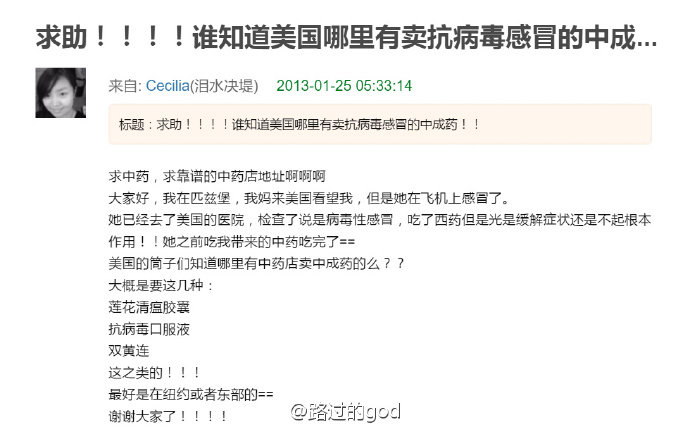 求助！！！！谁知道美国哪里有卖抗病毒感冒的中成...
来自: Cecilia(泪水决堤) 2013-01-25 05:33:14
标题：求助！！！！谁知道美国哪里有卖抗病毒感冒的中成药！！
求中药，求靠谱的中药店地址啊啊啊
大家好，我在匹兹堡，我妈来美国看望我，但是她在飞机上感冒了。
她已经去了美国的医院，检查了说是病毒性感冒，吃了西药但是光是缓解症状还是不起根本
作用！！她之前吃我带来的中药吃完了==
美国的筒子们知道哪里有中药店卖中成药的么？？
大概是要这几种：
莲花清瘟胶囊
抗病毒口服液
双黄连
这之类的！！！
最好是在纽约或者东部的==
谢谢大家了！！！！
@路过的god